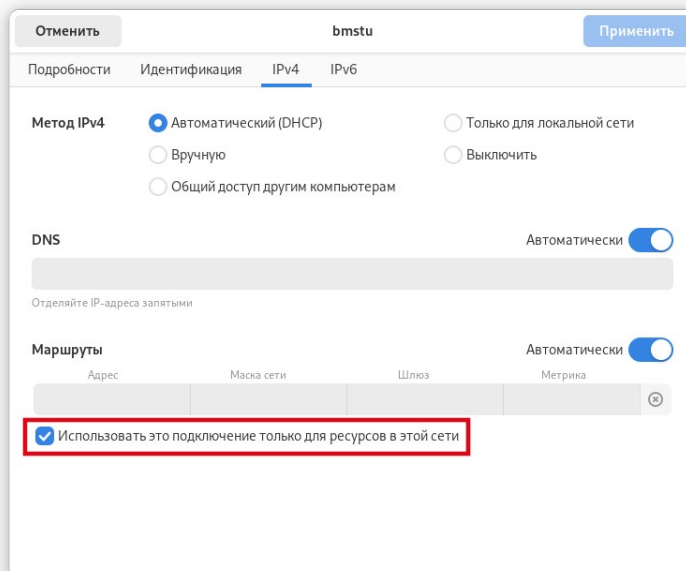 Отменить bmstu Применить
Подробности Идентификация IPv4 IPv6
Метод IPv4 Автоматический (DHCP) Только для локальной сети
Вручную Выключить
Общий доступ другим компьютерам
DNS Автоматически
Отделяйте IP-адреса запятыми
Маршруты Автоматически
Адрес Маска сети Шлюз Метрика
Использовать это подключение только для ресурсов в этой сети